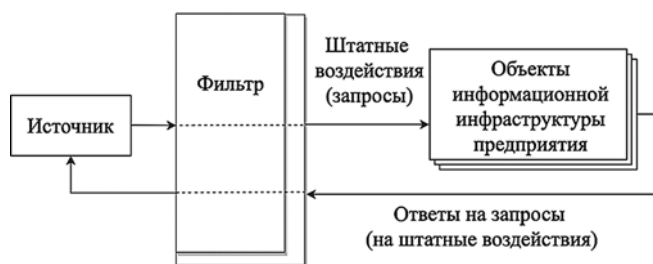 Источник
Фильтр
Штатные
воздействия
(запросы)
Объекты
информационной
инфраструктуры
предприятия
Ответы на запросы
(на штатные воздействия)